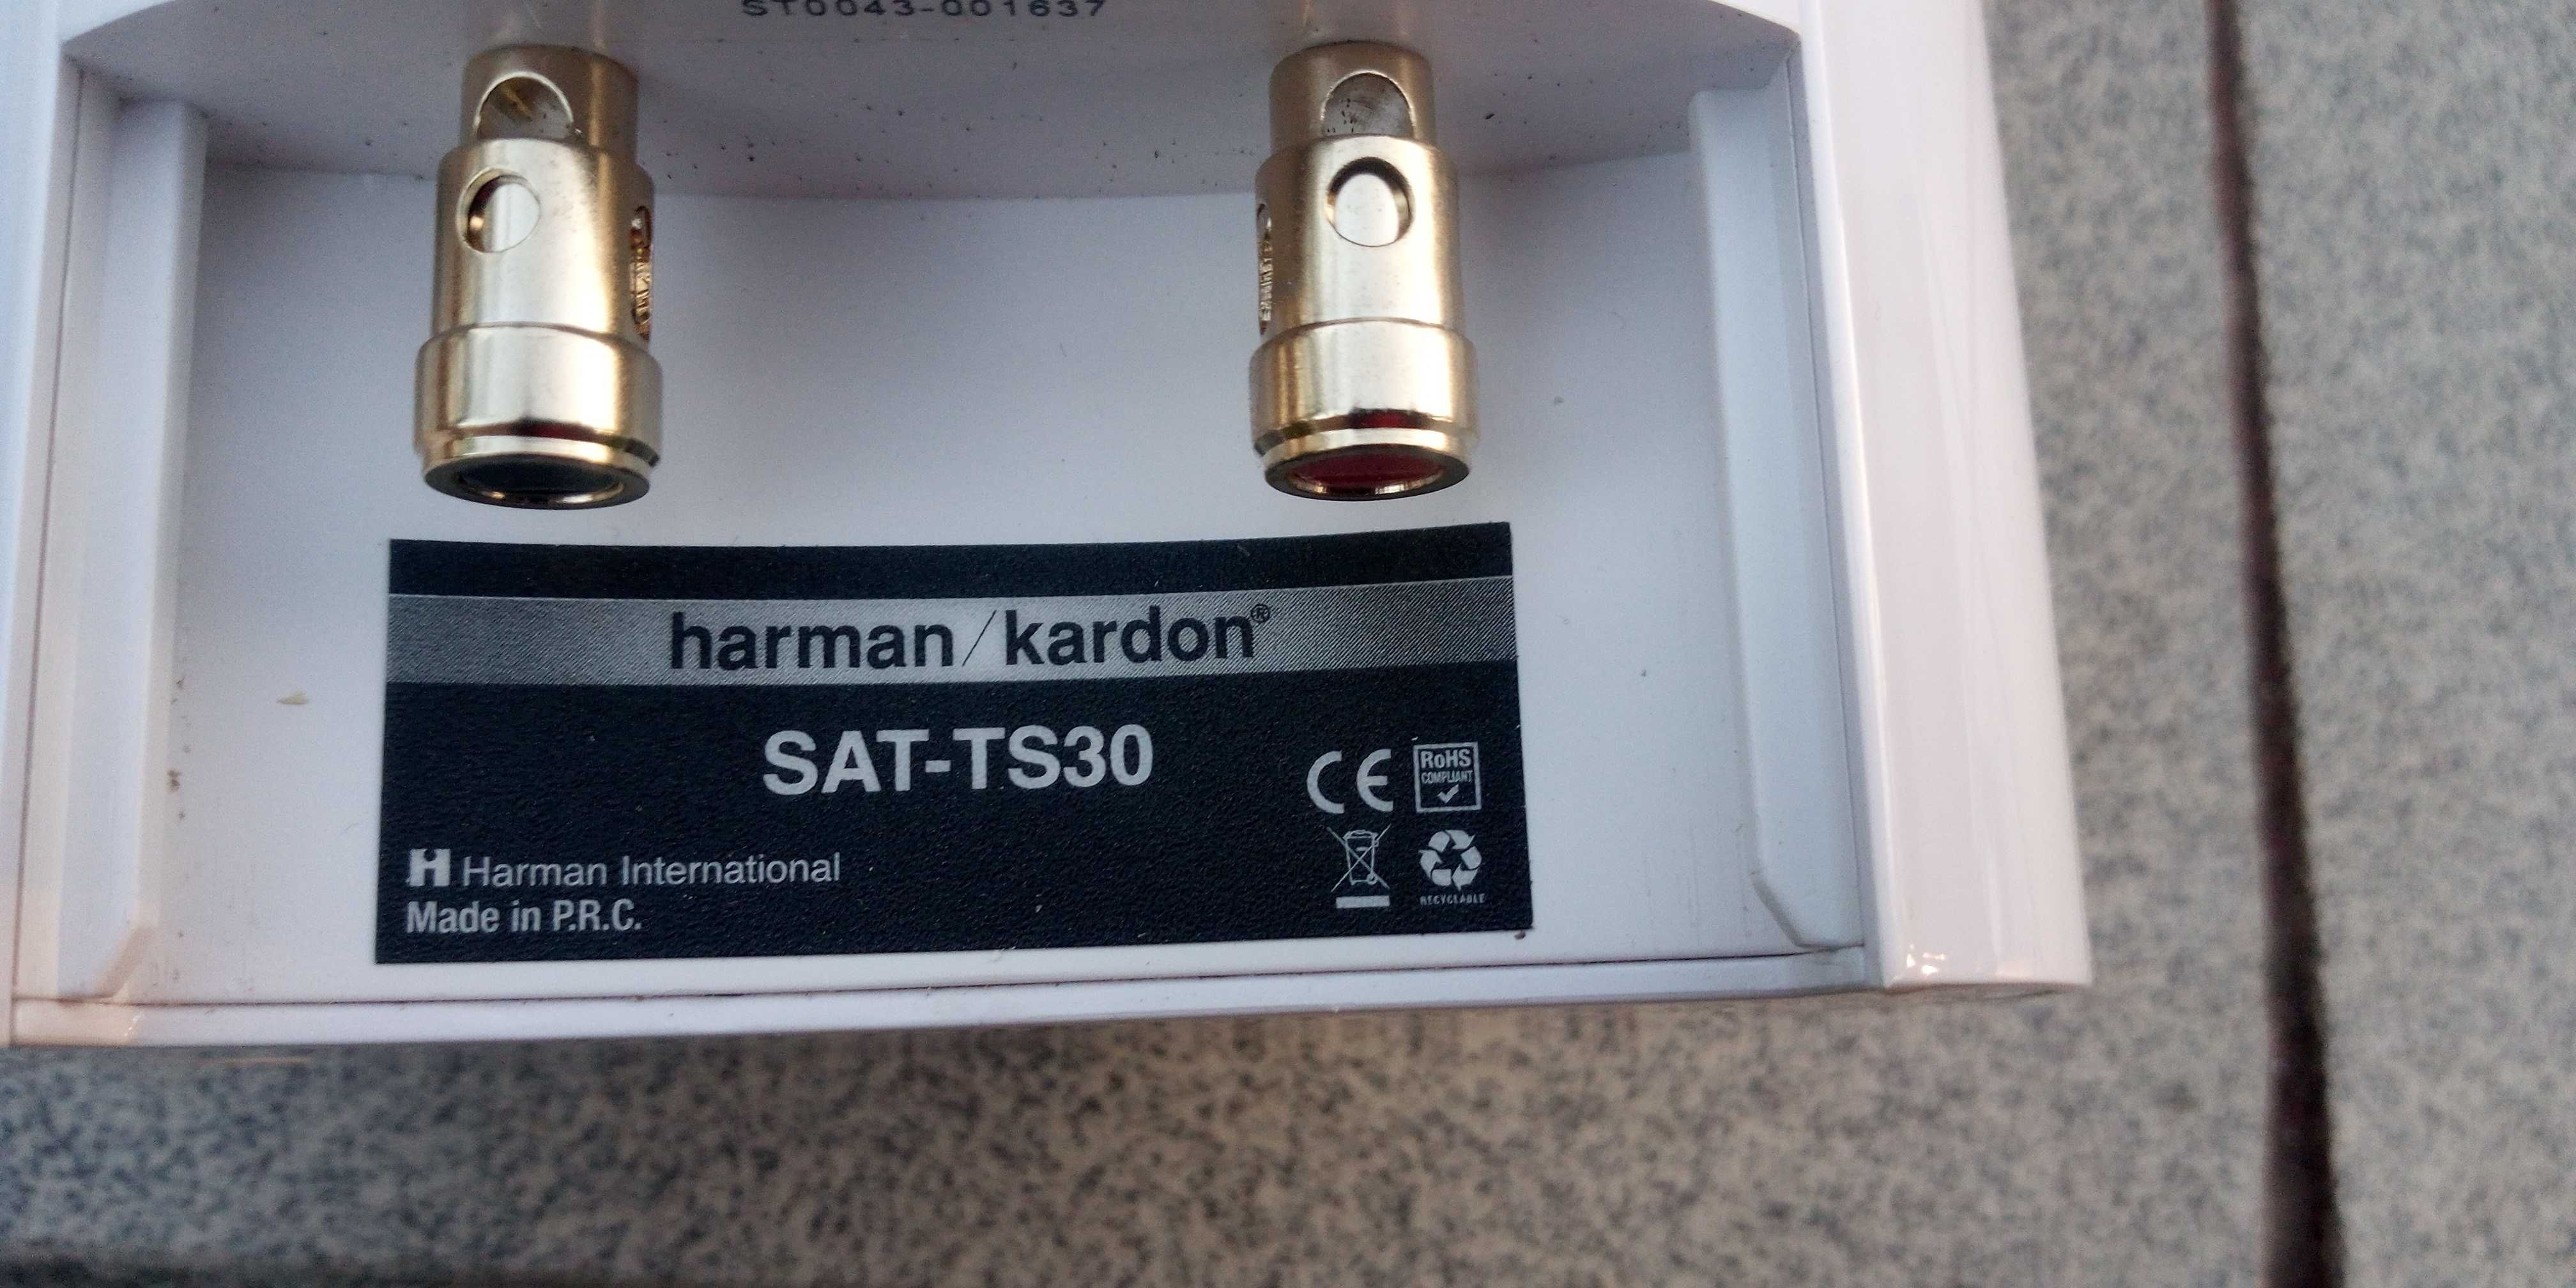 ST0043-001637
harman/kardon®
SAT-TS30
CE
RoHS
COMPLIANT
Harman International
Made in P.R.C.
RECYCLABLE